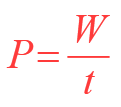 P = W/t